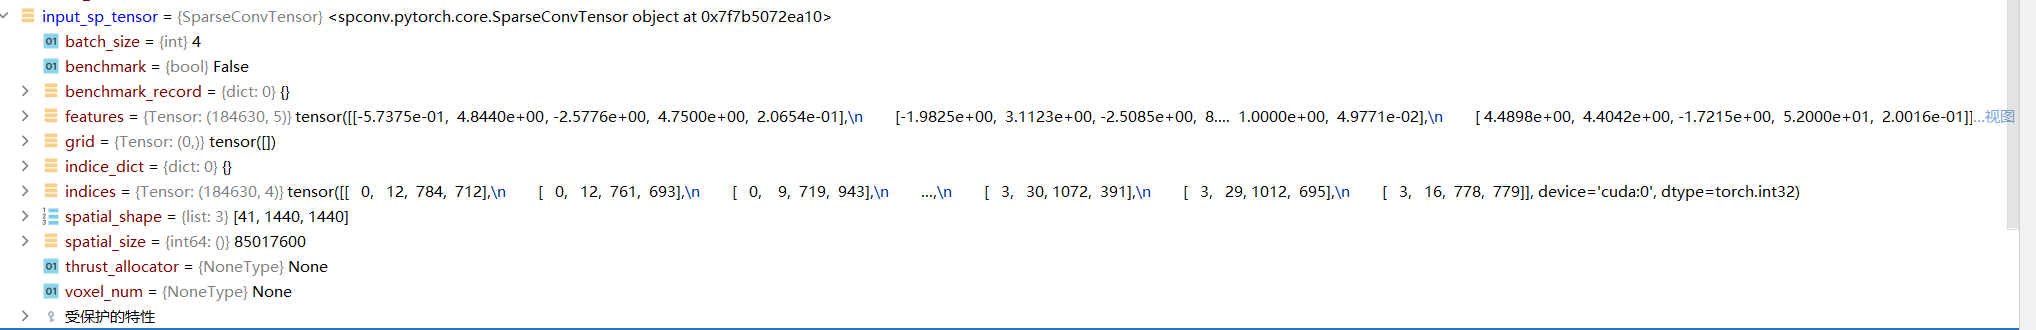 input_sp_tensor = {SparseConvTensor} <spconv.pytorch.core.SparseConvTensor object at 0x7f7b5072ea10>
01 batch_size = {int} 4
01 benchmark = {bool} False
benchmark_record = {dict: 0} {}
features = {Tensor: (184630, 5)} tensor([[-5.7375e-01, 4.8440e+00, -2.5776e+00, 4.7500e+00, 2.0654e-01],\n [-1.9825e+00, 3.1123e+00, -2.5085e+00, 8.... 1.0000e+00, 4.9771e-02],\n [ 4.4898e+00, 4.4042e+00, -1.7215e+00, 5.2000e+01, 2.0016e-01]]...视图
grid = {Tensor: (0,)} tensor([])
indice_dict = {dict: 0} {}
indices = {Tensor: (184630, 4)} tensor([[ 0, 12, 784, 712],\n [ 0, 12, 761, 693],\n [ 0, 9, 719, 943],\n ...,\n [ 3, 30, 1072, 391],\n [ 3, 29, 1012, 695],\n [ 3, 16, 778, 779]], device='cuda:0', dtype=torch.int32)
spatial_shape = {list: 3} [41, 1440, 1440]
spatial_size = {int64: ()} 85017600
01 thrust_allocator = {NoneType} None
01 voxel_num = {NoneType} None
受保护的特性